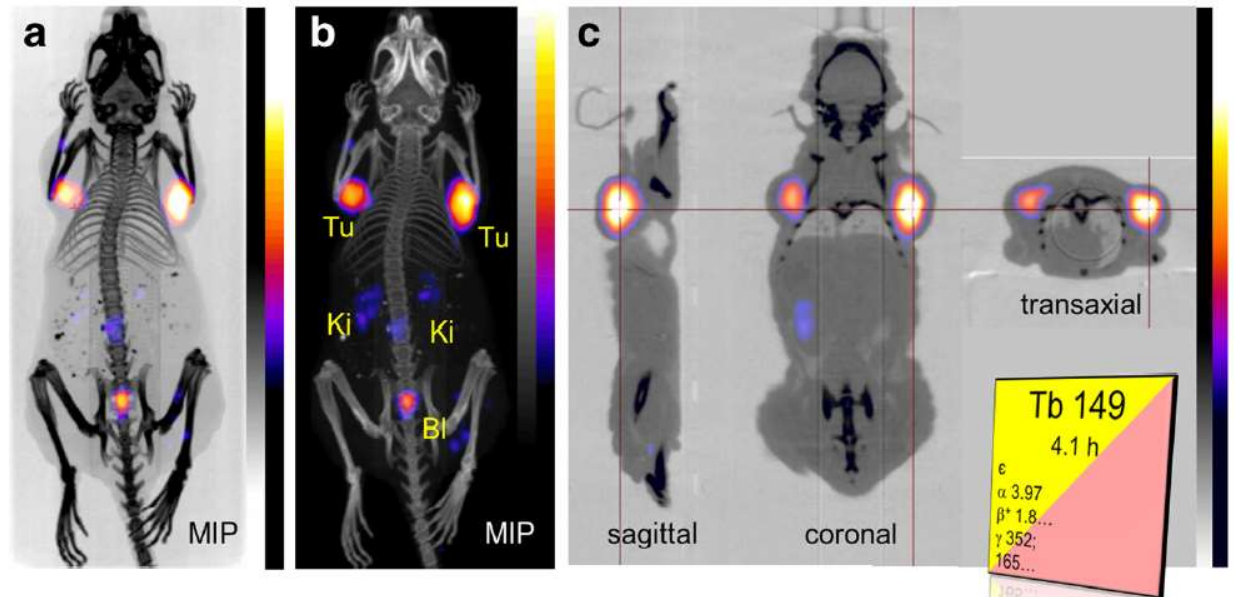 a
b
c
Tu
Tu
Ki
Ki
Bl
MIP
MIP
sagittal
coronal
transaxial
Tb 149
4.1 h
ε
α 3.97
β⁺ 1.8...
γ 352;
165...